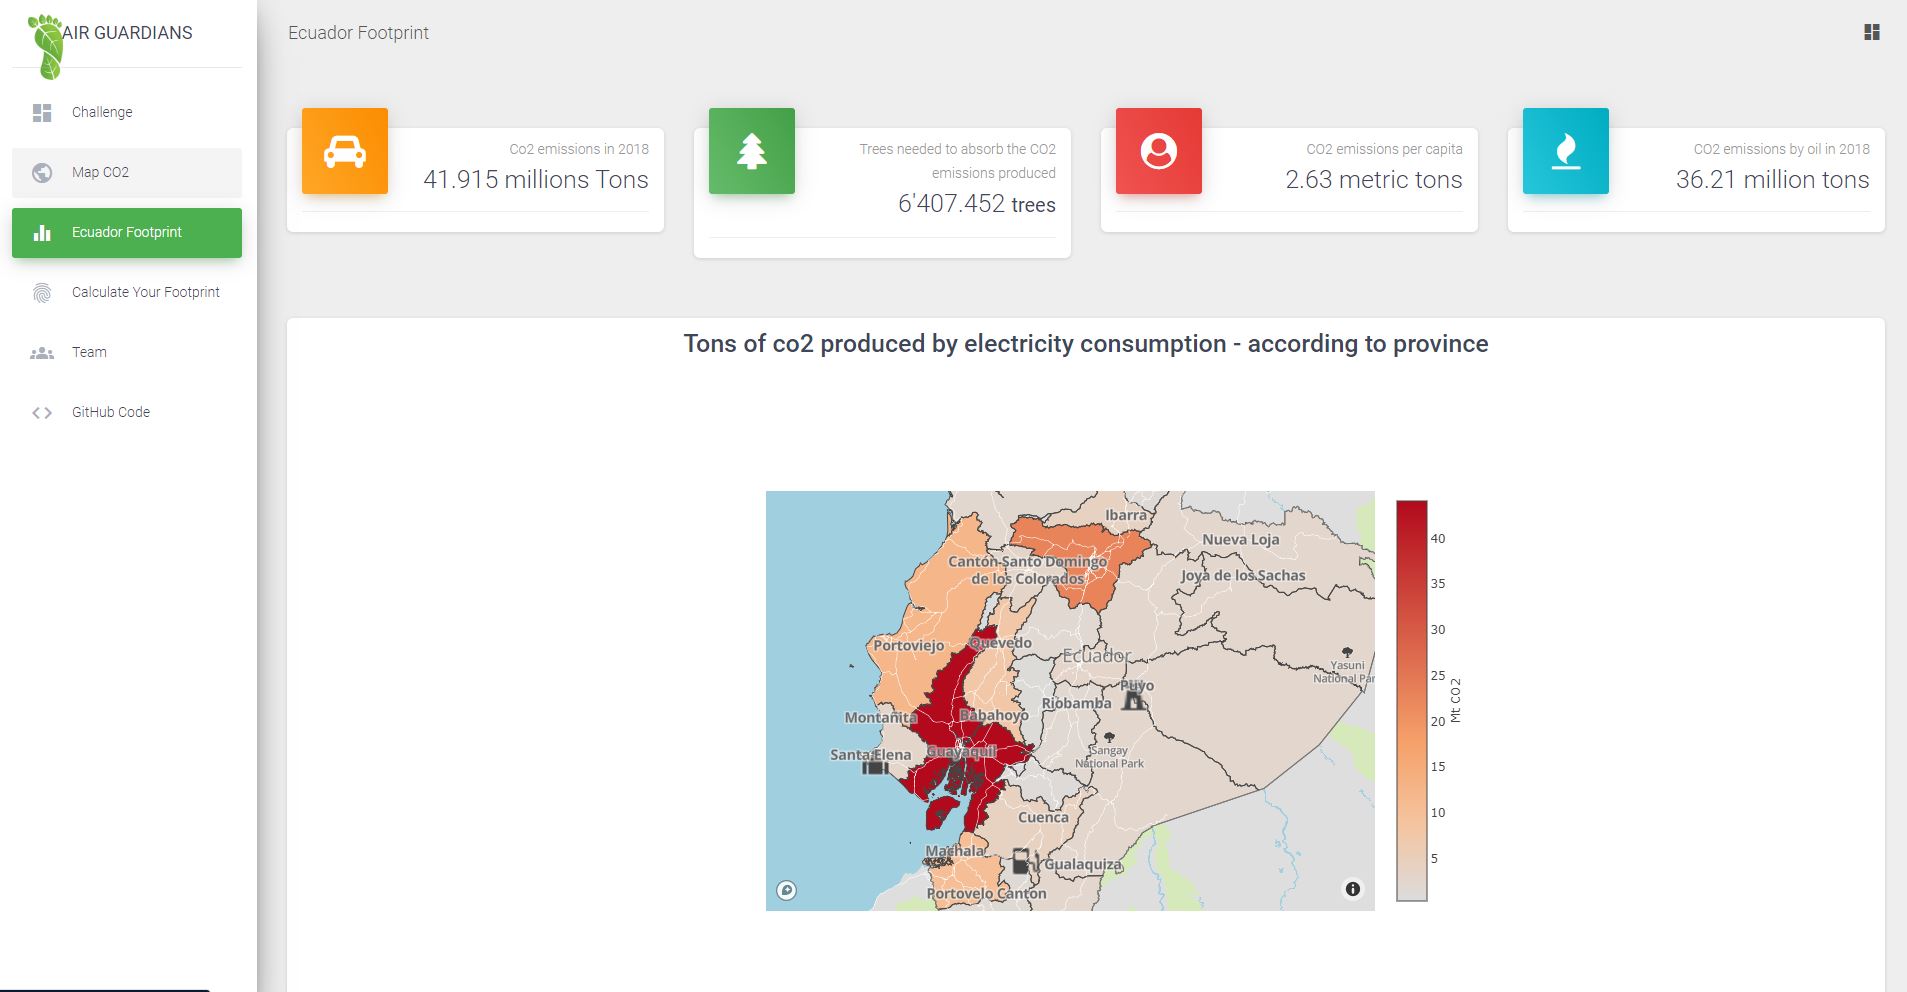 AIR GUARDIANS
Challenge
Map CO2
Ecuador Footprint
Calculate Your Footprint
Team
GitHub Code
Ecuador Footprint
Co2 emissions in 2018
41.915 millions Tons
Trees needed to absorb the CO2
emissions produced
6'407.452 trees
CO2 emissions per capita
2.63 metric tons
CO2 emissions by oil in 2018
36.21 million tons
Tons of co2 produced by electricity consumption - according to province
Ibarra
Nueva Loja
Cantón Santo Domingo
de los Colorados
Joya de los Sachas
Portoviejo
Quevedo
Ecuador
Yasuni
National Par
Puyo
Riobamba
Montañita
Babahoyo
Guayaquil
Santa Elena
Sangay
National Park
Cuenca
Machala
Gualaquiza
Portovelo Canton
40
35
30
25
20
15
10
5
Mt CO2